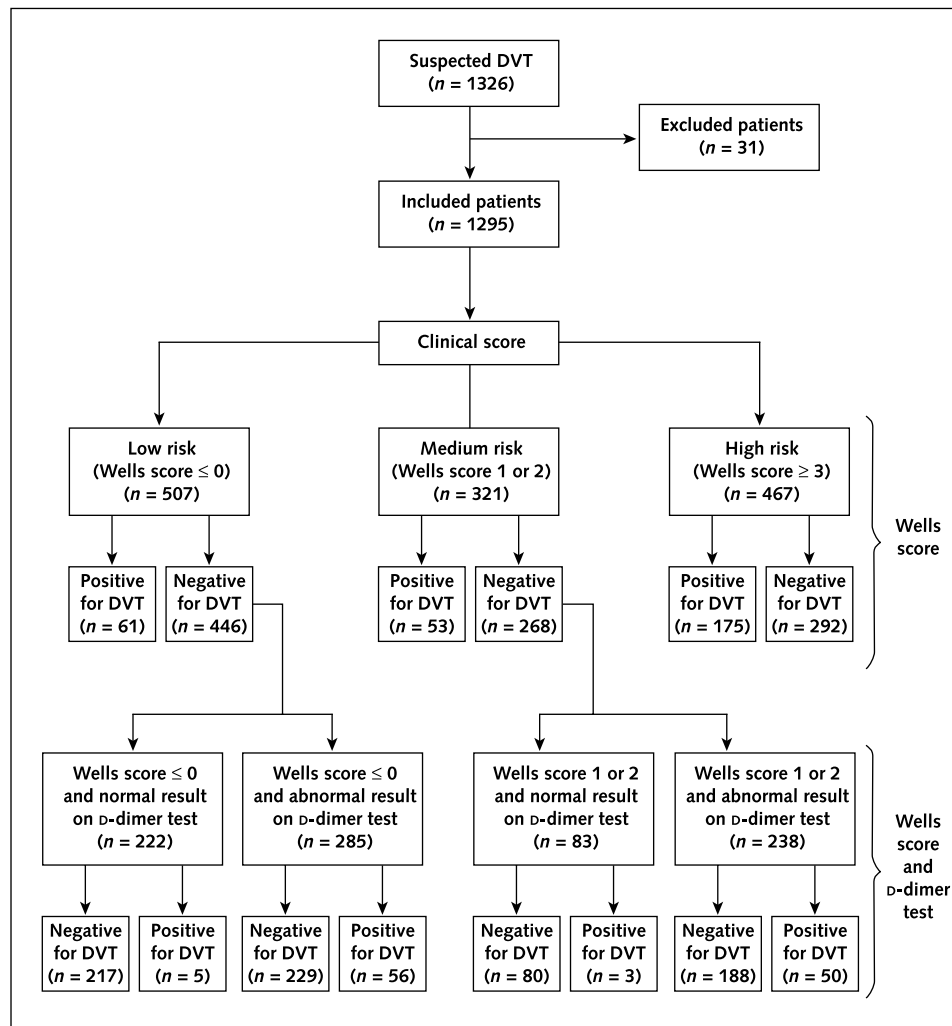 Suspected DVT
(n = 1326)
Excluded patients
(n = 31)
Included patients
(n = 1295)
Clinical score
Low risk
(Wells score ≤ 0)
(n = 507)
Medium risk
(Wells score 1 or 2)
(n = 321)
High risk
(Wells score ≥ 3)
(n = 467)
Wells
score
Positive
for DVT
(n = 61)
Negative
for DVT
(n = 446)
Positive
for DVT
(n = 53)
Negative
for DVT
(n = 268)
Positive
for DVT
(n = 175)
Negative
for DVT
(n = 292)
Wells score ≤ 0
and normal result
on D-dimer test
(n = 222)
Wells score ≤ 0
and abnormal result
on D-dimer test
(n = 285)
Wells score 1 or 2
and normal result
on D-dimer test
(n = 83)
Wells score 1 or 2
and abnormal result
on D-dimer test
(n = 238)
Wells
score
and
D-dimer
test
Negative
for DVT
(n = 217)
Positive
for DVT
(n = 5)
Negative
for DVT
(n = 229)
Positive
for DVT
(n = 56)
Negative
for DVT
(n = 80)
Positive
for DVT
(n = 3)
Negative
for DVT
(n = 188)
Positive
for DVT
(n = 50)